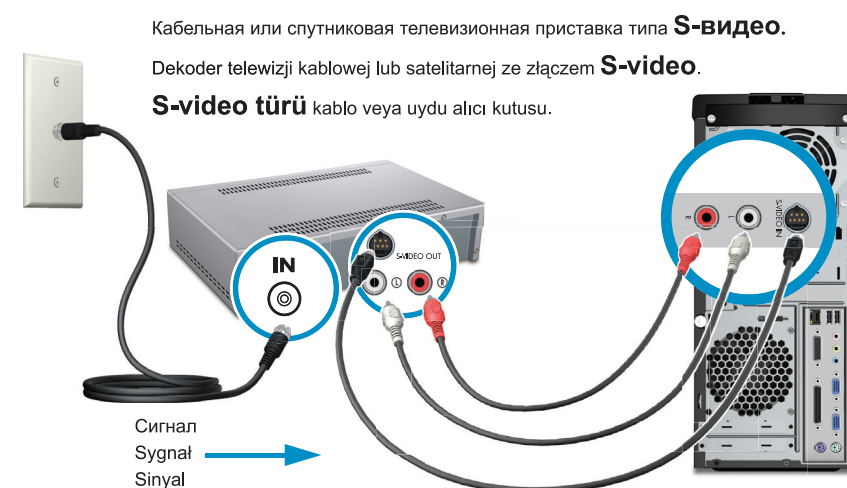 Кабельная или спутниковая телевизионная приставка типа S-видео.
Dekoder telewizji kablowej lub satelitarnej ze złączem S-video.
S-video türü kablo veya uydu alıcı kutusu.
IN
S-VIDEO OUT
L
R
R
L
S-VIDEO IN
Сигнал
Sygnał
Sinyal